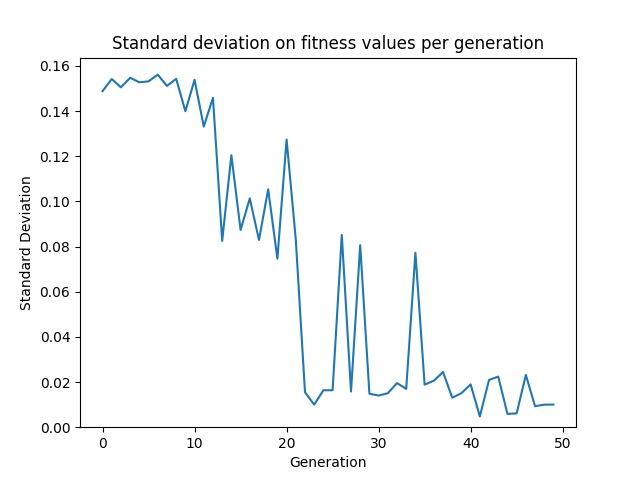 Standard deviation on fitness values per generation
0.16
0.14
0.12
0.10
0.08
0.06
0.04
0.02
0.00
Standard Deviation
0 10 20 30 40 50
Generation